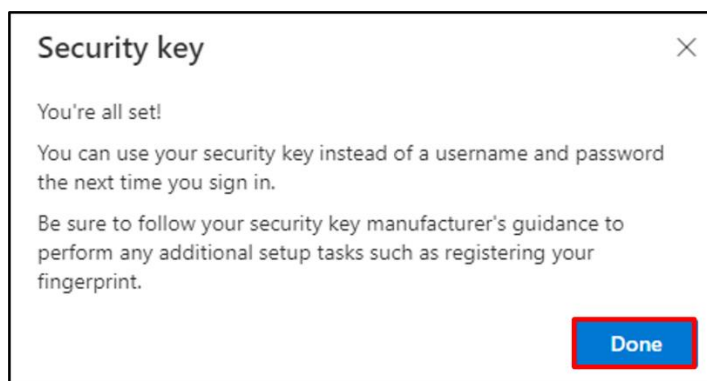 Security key
You're all set!
You can use your security key instead of a username and password
the next time you sign in.
Be sure to follow your security key manufacturer's guidance to
perform any additional setup tasks such as registering your
fingerprint.
Done